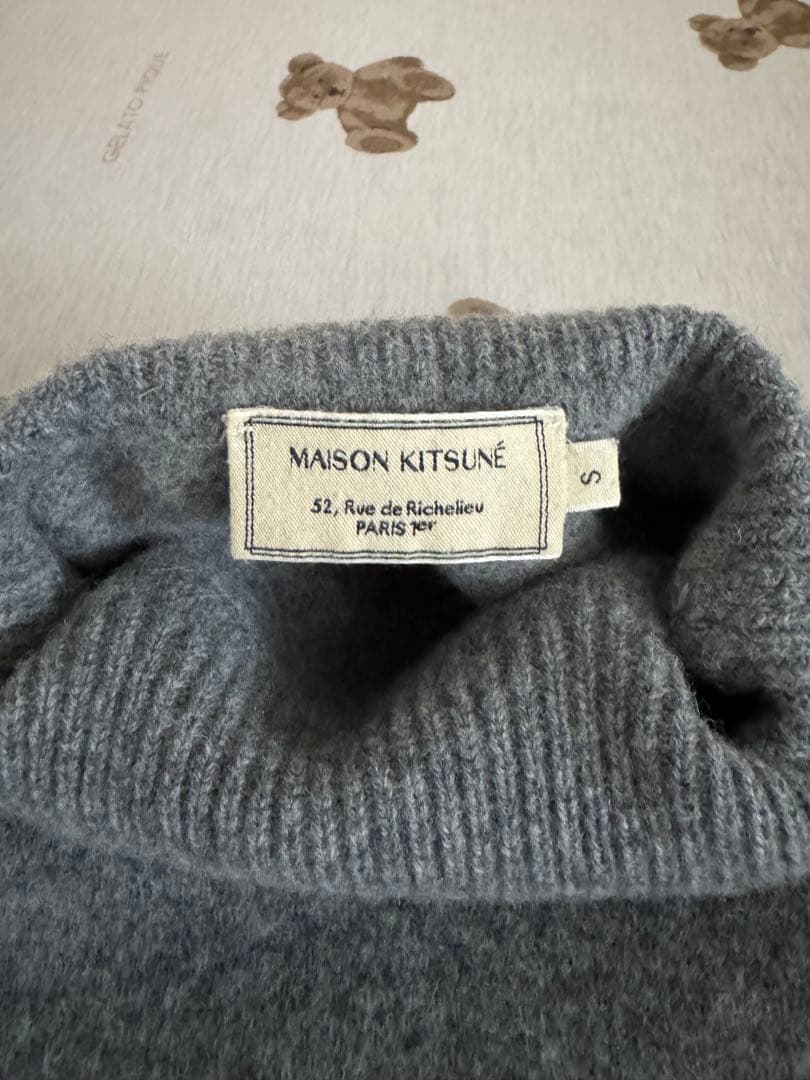 GELATO PIQUE
MAISON KITSUNÉ
S
52, Rue de Richelieu
PARIS 1er